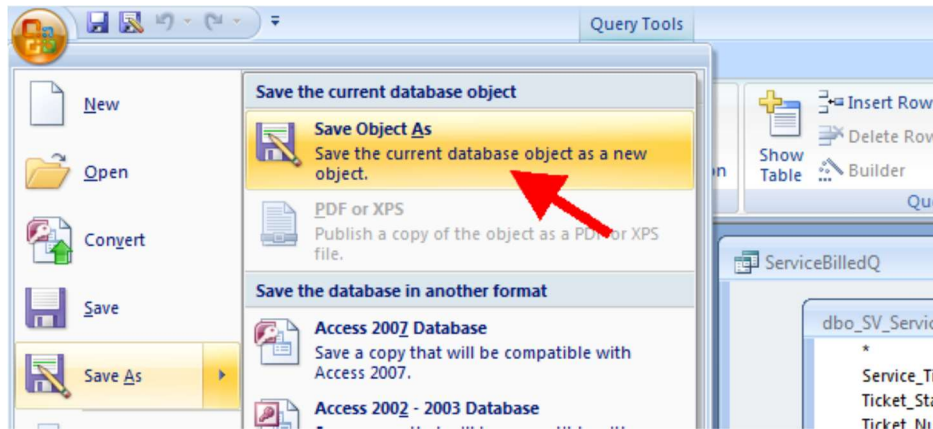 Query Tools
New
Open
Convert
Save
Save As
Save the current database object
Save Object As
Save the current database object as a new
object.
PDF or XPS
Publish a copy of the object as a PDF or XPS
file.
Save the database in another format
Access 2007 Database
Save a copy that will be compatible with
Access 2007.
Access 2002 - 2003 Database
Show
Table
Insert Row
Delete Row
Builder
ServiceBilledQ
dbo_SV_Servic
*
Service_Ti
Ticket_Sta
Ticket_Nu